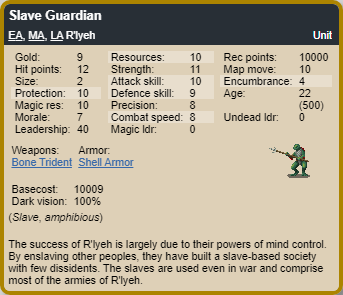 Slave Guardian
EA, MA, LA R'lyeh Unit
Gold: 9 Resources: 10 Rec points: 10000
Hit points: 12 Strength: 11 Map move: 10
Size: 2 Attack skill: 10 Encumbrance: 4
Protection: 10 Defence skill: 9 Age: 22
Magic res: 10 Precision: 8 (500)
Morale: 7 Combat speed: 8 Undead ldr: 0
Leadership: 40 Magic ldr: 0
Weapons: Armor:
Bone Trident Shell Armor
Basecost: 10009
Dark vision: 100%
(Slave, amphibious)
The success of R'lyeh is largely due to their powers of mind control.
By enslaving other peoples, they have built a slave-based society
with few dissidents. The slaves are used even in war and comprise
most of the armies of R'lyeh.